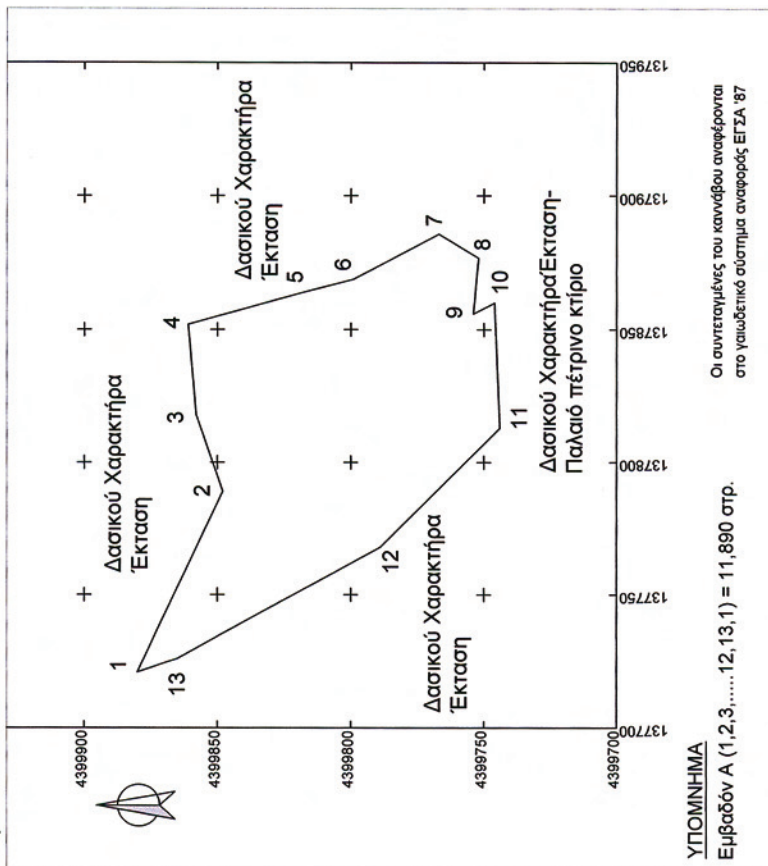 4399900
4399850
4399800
4399750
4399700
137700
137750
137800
137850
137900
137950
1
2
3
4
5
6
7
8
9
10
11
12
13
Δασικού Χαρακτήρα
Έκταση
Δασικού Χαρακτήρα
Έκταση
Δασικού Χαρακτήρα
Έκταση
Δασικού ΧαρακτήραΈκταση-
Παλαιό πέτρινο κτίριο
ΥΠΟΜΝΗΜΑ
Εμβαδόν Α (1,2,3,.....12,13,1) = 11,890 στρ.
Οι συντεταγμένες του καννάβου αναφέρονται
στο γαιωδετικό σύστημα αναφοράς ΕΓΣΑ '87